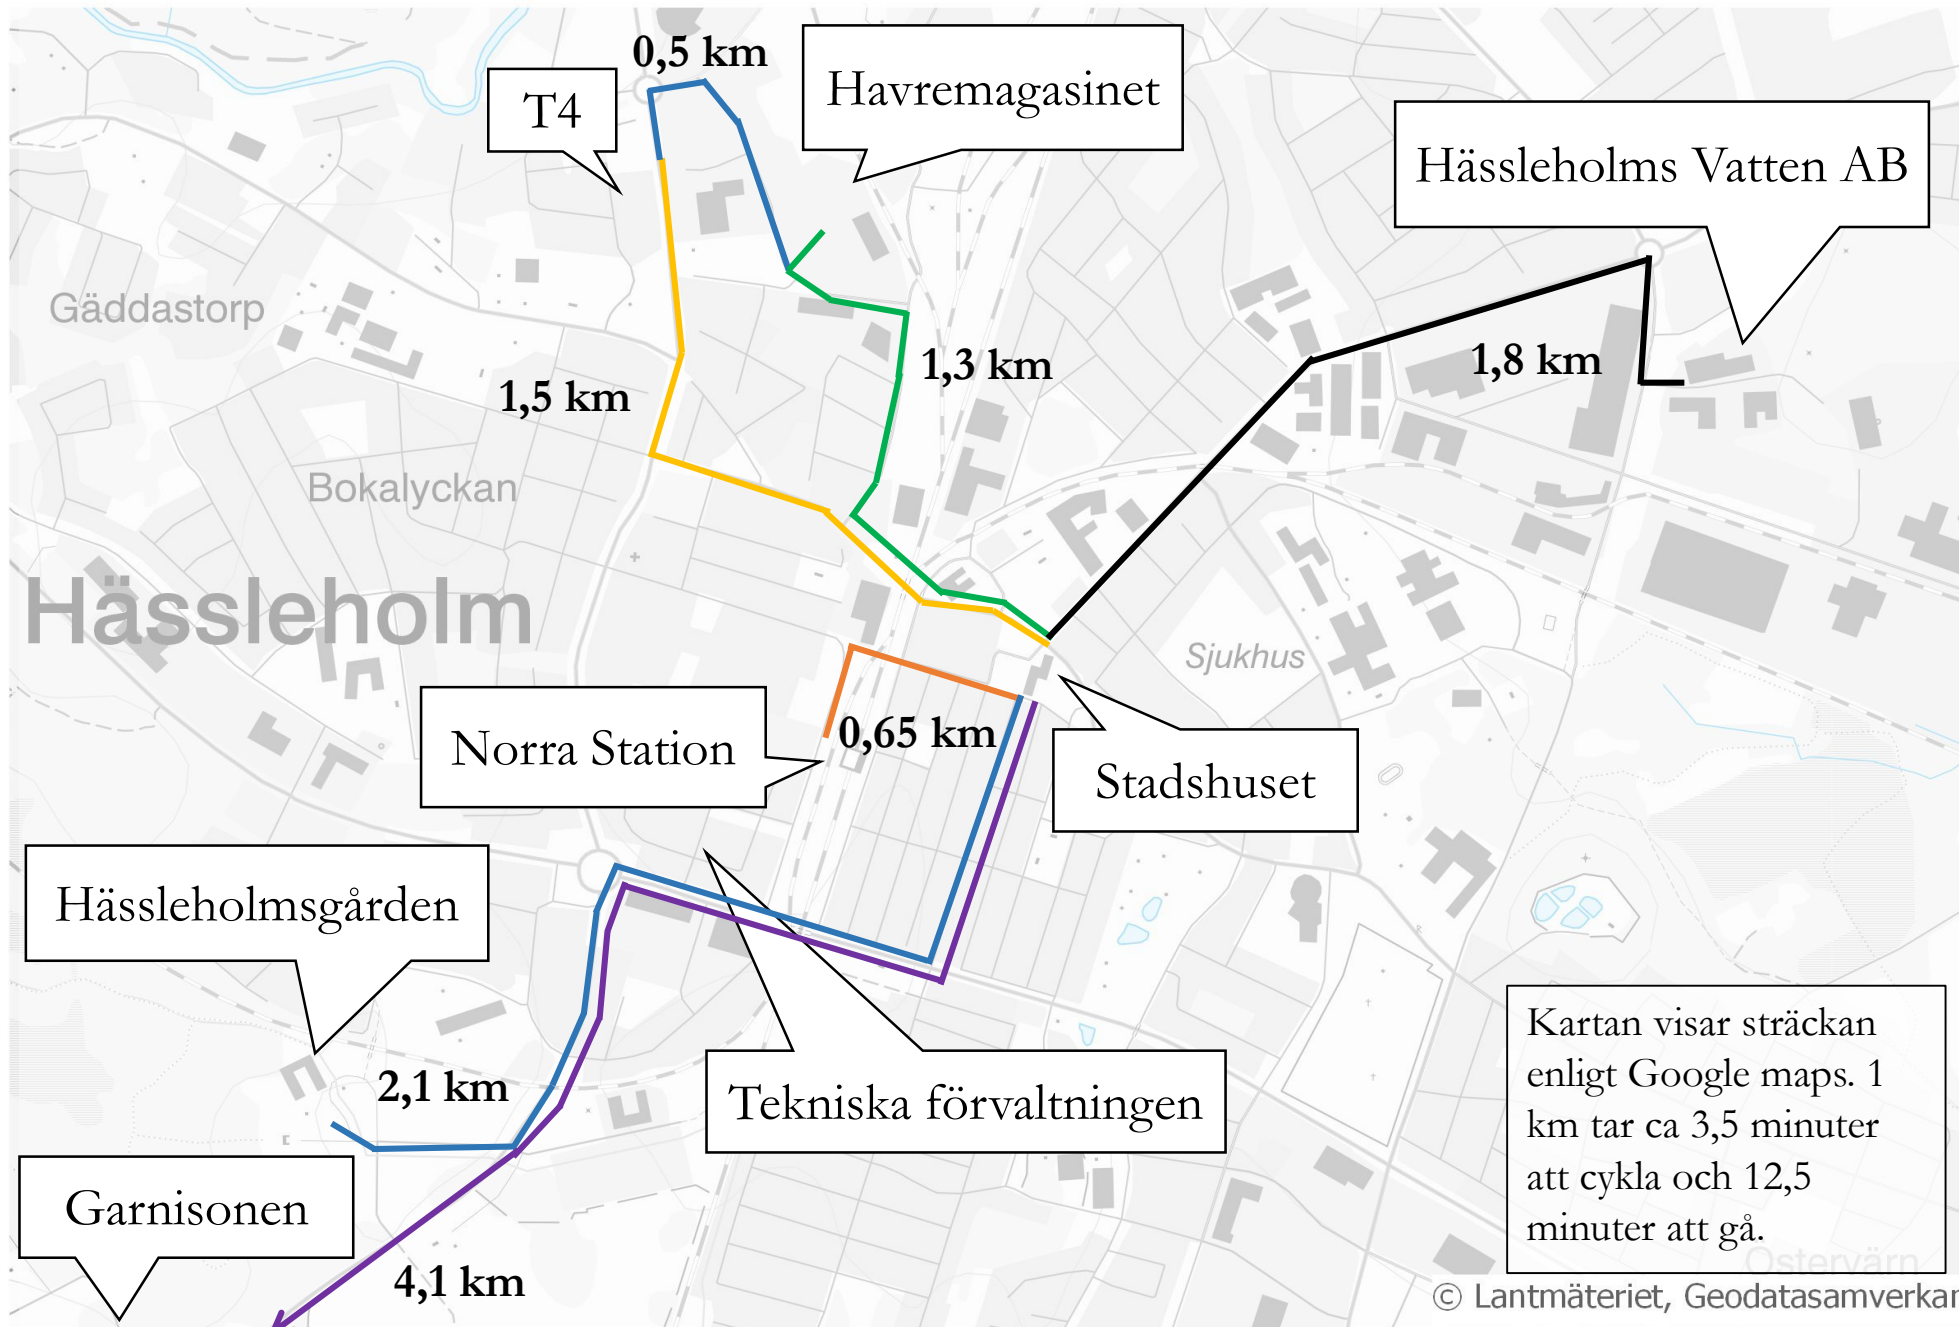 0,5 km
T4
Havremagasinet
Hässleholms Vatten AB
Gäddastorp
1,3 km
1,8 km
1,5 km
Bokalyckan
Hässleholm
Sjukhus
Norra Station
0,65 km
Stadshuset
Hässleholmsgården
2,1 km
Tekniska förvaltningen
Garnisonen
4,1 km
Kartan visar sträckan
enligt Google maps. 1
km tar ca 3,5 minuter
att cykla och 12,5
minuter att gå.
Östervärn
© Lantmäteriet, Geodatasamverkan